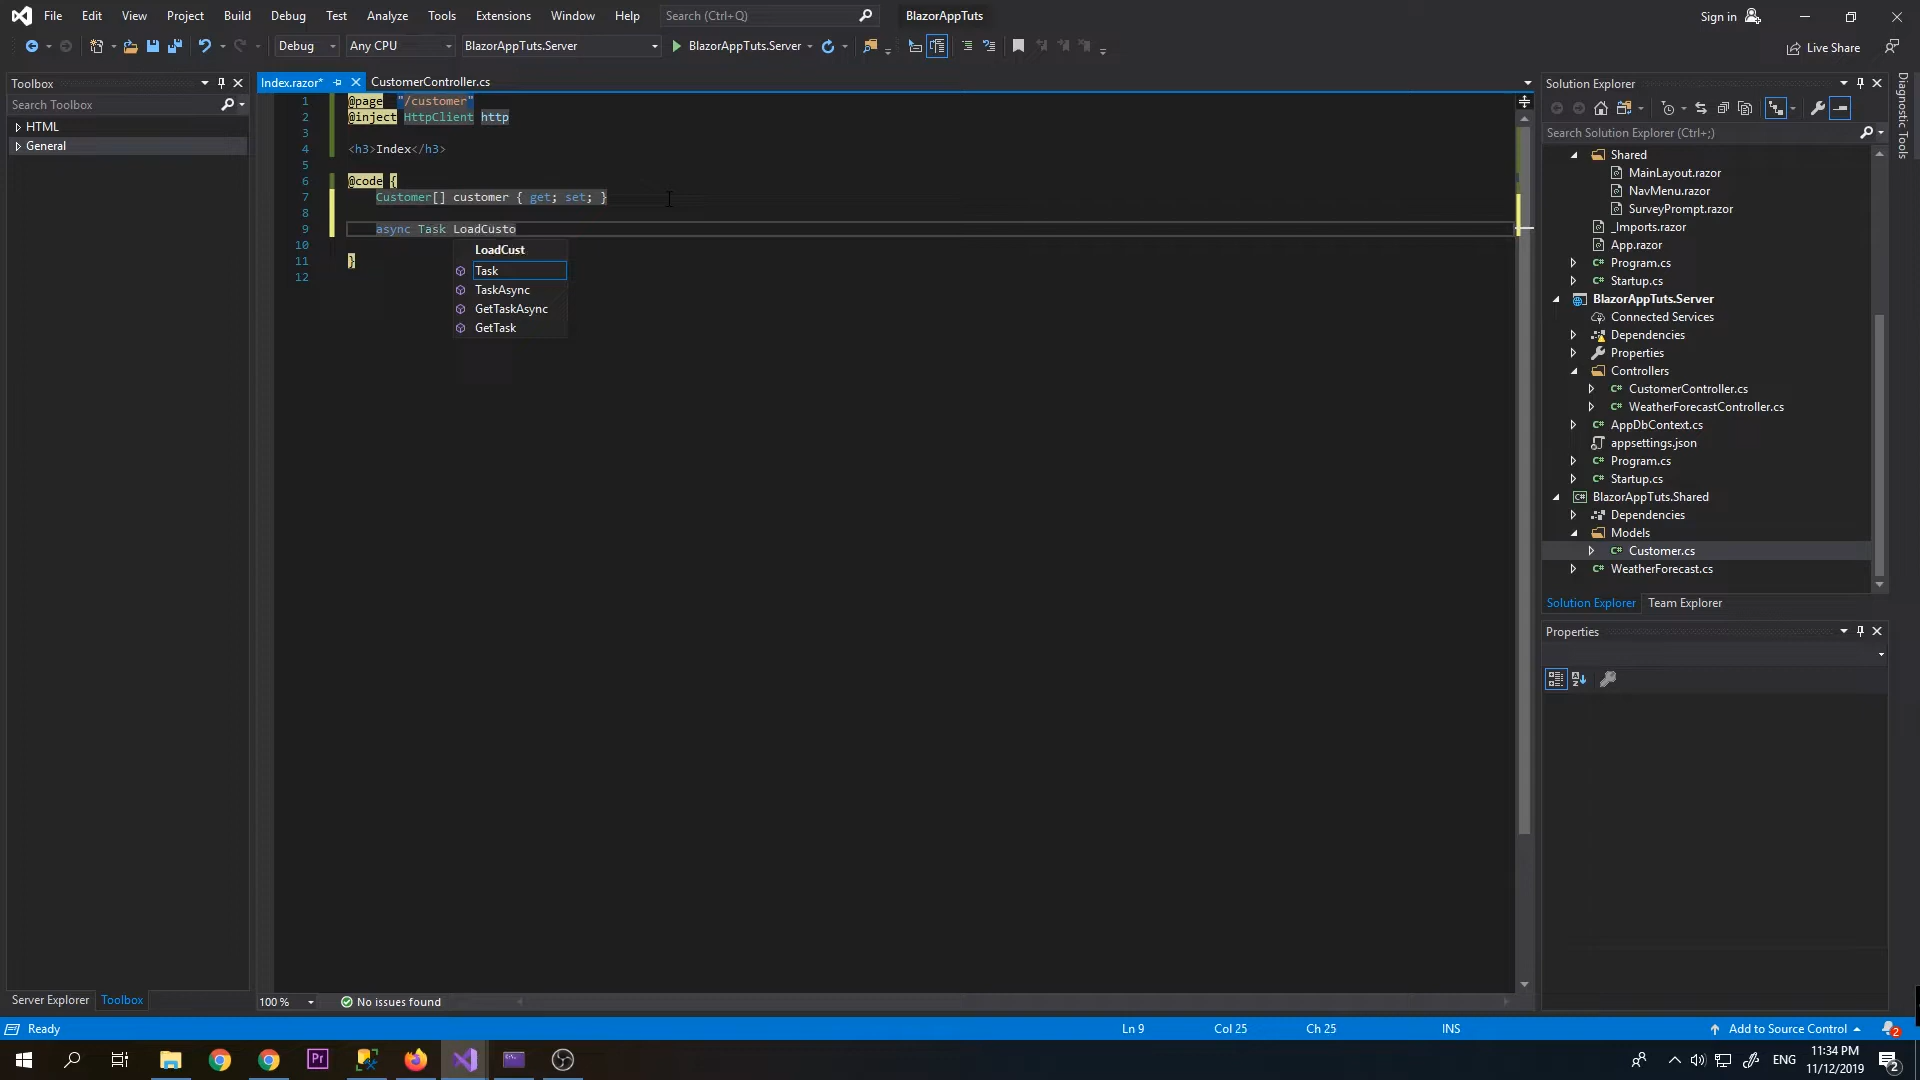 File Edit View Project Build Debug Test Analyze Tools Extensions Window Help Search (Ctrl+Q) BlazorAppTuts Sign in
Debug Any CPU BlazorAppTuts.Server BlazorAppTuts.Server Live Share
Toolbox
Search Toolbox
HTML
General
Server Explorer Toolbox
Index.razor* CustomerController.cs
1 @page "/customer"
2 @inject HttpClient http
3
4 <h3>Index</h3>
5
6 @code {
7 Customer[] customer { get; set; }
8
9 async Task LoadCusto
10
11 }
12
LoadCust
Task
TaskAsync
GetTaskAsync
GetTask
100 % No issues found
Solution Explorer
Search Solution Explorer (Ctrl+;)
Shared
MainLayout.razor
NavMenu.razor
SurveyPrompt.razor
_Imports.razor
App.razor
Program.cs
Startup.cs
BlazorAppTuts.Server
Connected Services
Dependencies
Properties
Controllers
CustomerController.cs
WeatherForecastController.cs
AppDbContext.cs
appsettings.json
Program.cs
Startup.cs
BlazorAppTuts.Shared
Dependencies
Models
Customer.cs
WeatherForecast.cs
Solution Explorer Team Explorer
Properties
Diagnostic Tools
Ready Ln 9 Col 25 Ch 25 INS Add to Source Control 2
Pr ENG 11:34 PM
11/12/2019 2